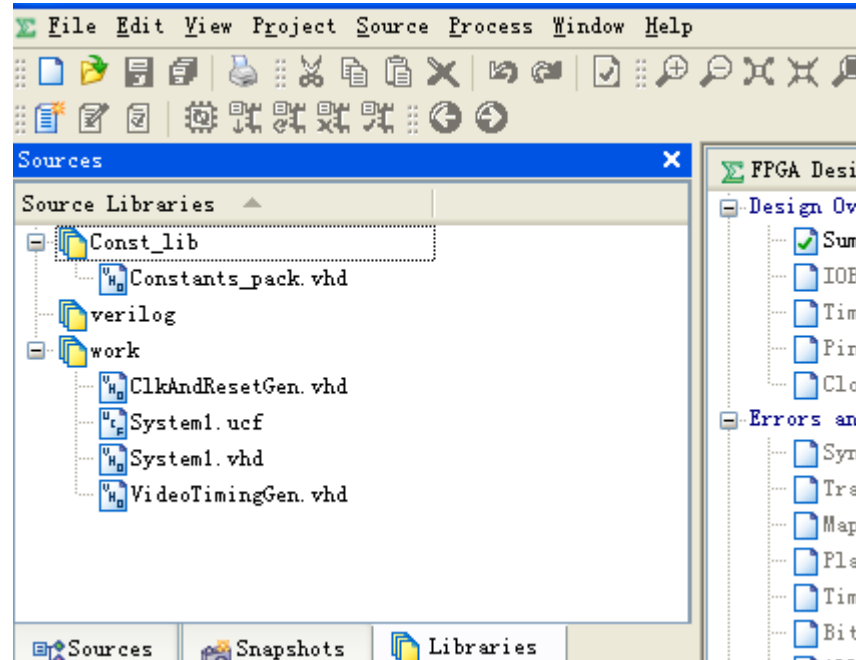 File Edit View Project Source Process Window Help
Sources
Source Libraries
Const_lib
Constants_pack.vhd
verilog
work
ClkAndResetGen.vhd
System1.ucf
System1.vhd
VideoTimingGen.vhd
Sources Snapshots Libraries
FPGA Desi
Design Ov
Sum
IOB
Tim
Pin
Clo
Errors an
Syn
Tra
Map
Pla
Tim
Bit